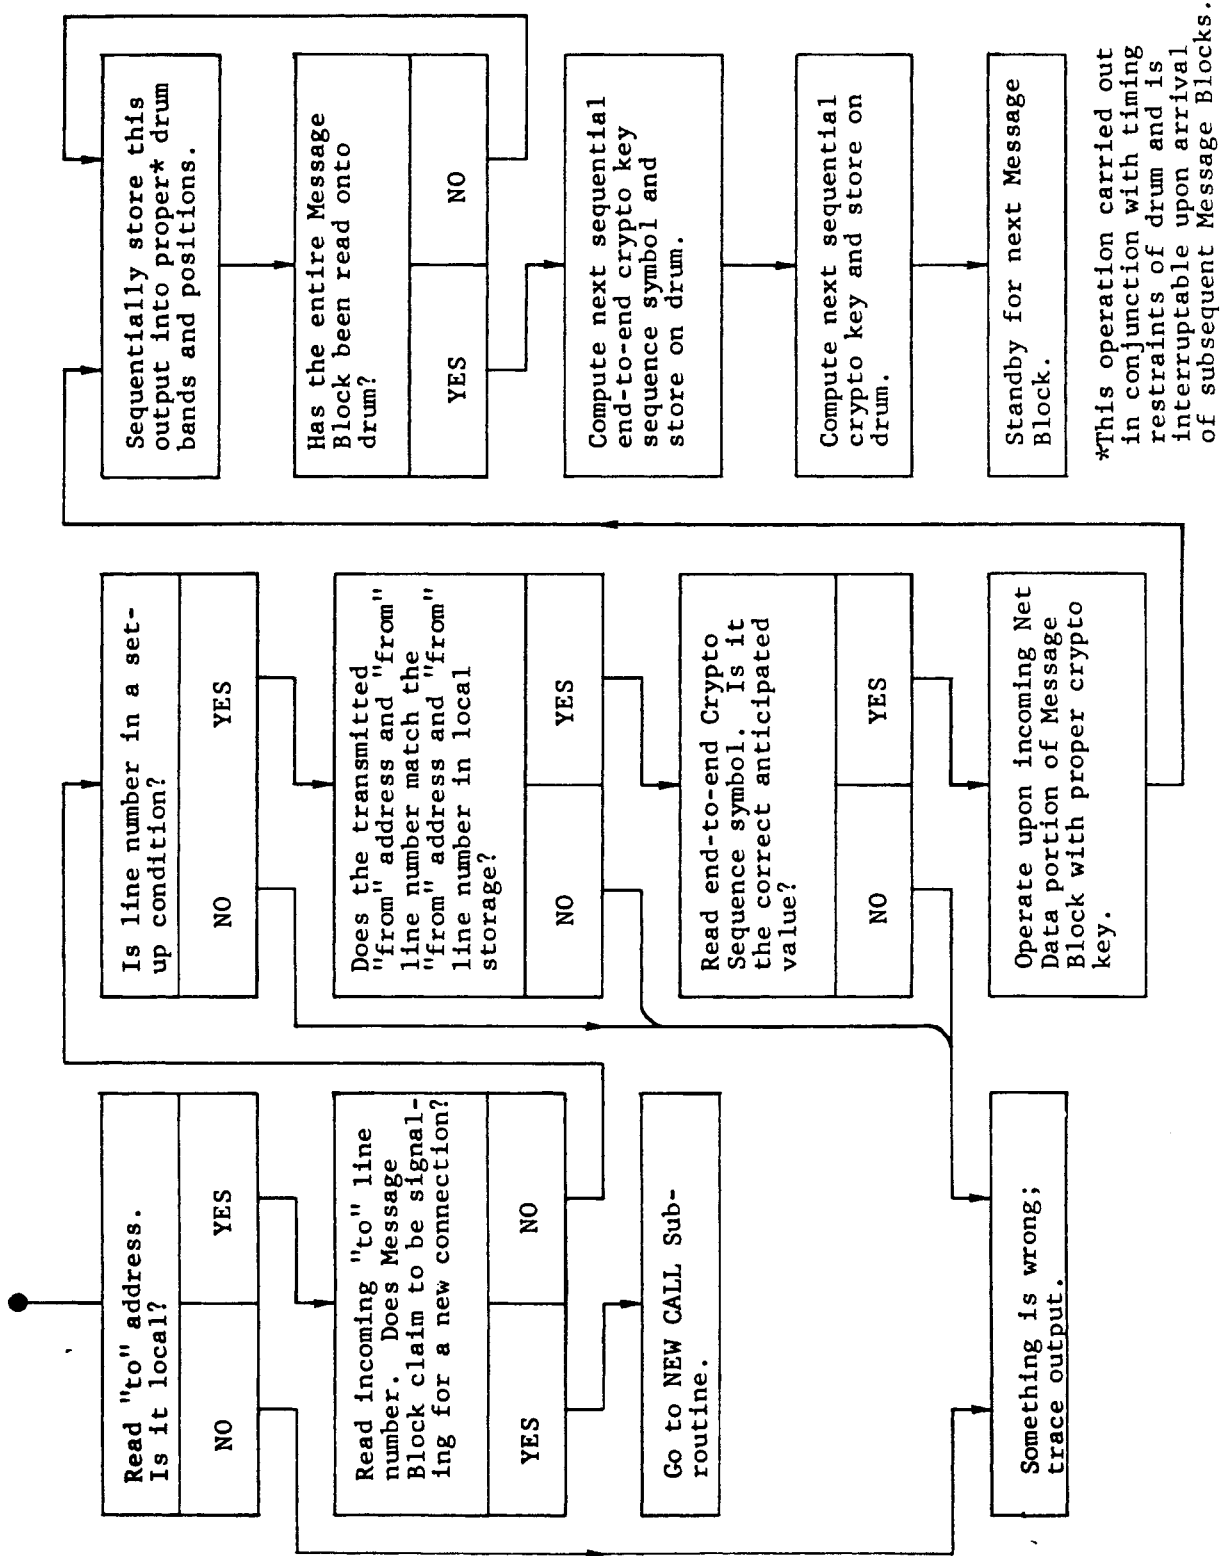 Read "to" address.
Is it local?
NO
YES
Read incoming "to" line
number. Does Message
Block claim to be signal-
ing for a new connection?
YES
NO
Go to NEW CALL Sub-
routine.
Something is wrong;
trace output.
Is line number in a set-
up condition?
NO
YES
Does the transmitted
"from" address and "from"
line number match the
"from" address and "from"
line number in local
storage?
NO
YES
Read end-to-end Crypto
Sequence symbol. Is it
the correct anticipated
value?
NO
YES
Operate upon incoming Net
Data portion of Message
Block with proper crypto
key.
Sequentially store this
output into proper* drum
bands and positions.
Has the entire Message
Block been read onto
drum?
YES
NO
Compute next sequential
end-to-end crypto key
sequence symbol and
store on drum.
Compute next sequential
crypto key and store on
drum.
Standby for next Message
Block.
*This operation carried out
in conjunction with timing
restraints of drum and is
interruptable upon arrival
of subsequent Message Blocks.